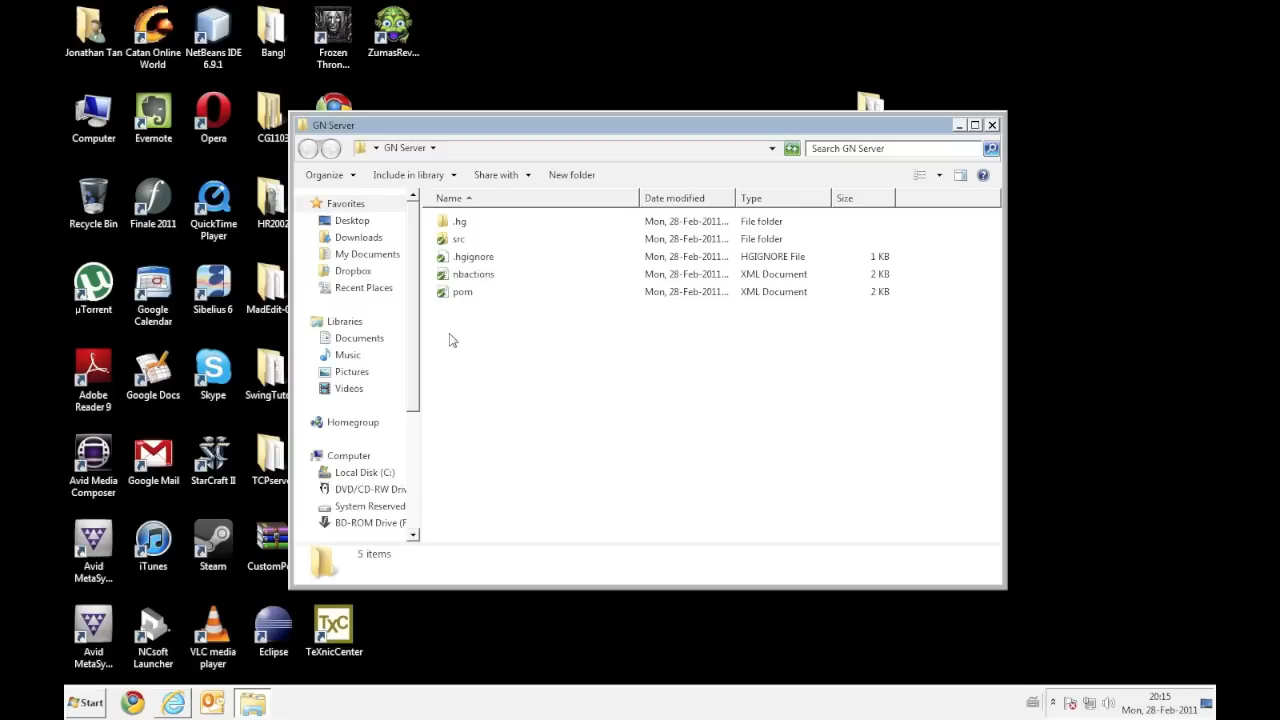 Jonathan Tan
Catan Online
World
NetBeans IDE
6.9.1
Bang!
Frozen
Thron...
ZumasRev...
Computer
Evernote
Opera
CG1103
Recycle Bin
Finale 2011
QuickTime
Player
HR2002
µTorrent
Google
Calendar
Sibelius 6
MadEdit-0
Adobe
Reader 9
Google Docs
Skype
SwingTuto
Avid Media
Composer
Google Mail
StarCraft II
TCPserve
Avid
MetaSy...
iTunes
Steam
CustomPo
Avid
MetaSy...
NCsoft
Launcher
VLC media
player
Eclipse
TeXnicCenter
GN Server
GN Server
Search GN Server
Organize
Include in library
Share with
New folder
Favorites
Desktop
Downloads
My Documents
Dropbox
Recent Places
Libraries
Documents
Music
Pictures
Videos
Homegroup
Computer
Local Disk (C:)
DVD/CD-RW Driv
System Reserved
BD-ROM Drive (F
Name
Date modified
Type
Size
.hg
Mon, 28-Feb-2011...
File folder
src
Mon, 28-Feb-2011...
File folder
.hgignore
Mon, 28-Feb-2011...
HGIGNORE File
1 KB
nbactions
Mon, 28-Feb-2011...
XML Document
2 KB
pom
Mon, 28-Feb-2011...
XML Document
2 KB
5 items
Start
20:15
Mon, 28-Feb-2011